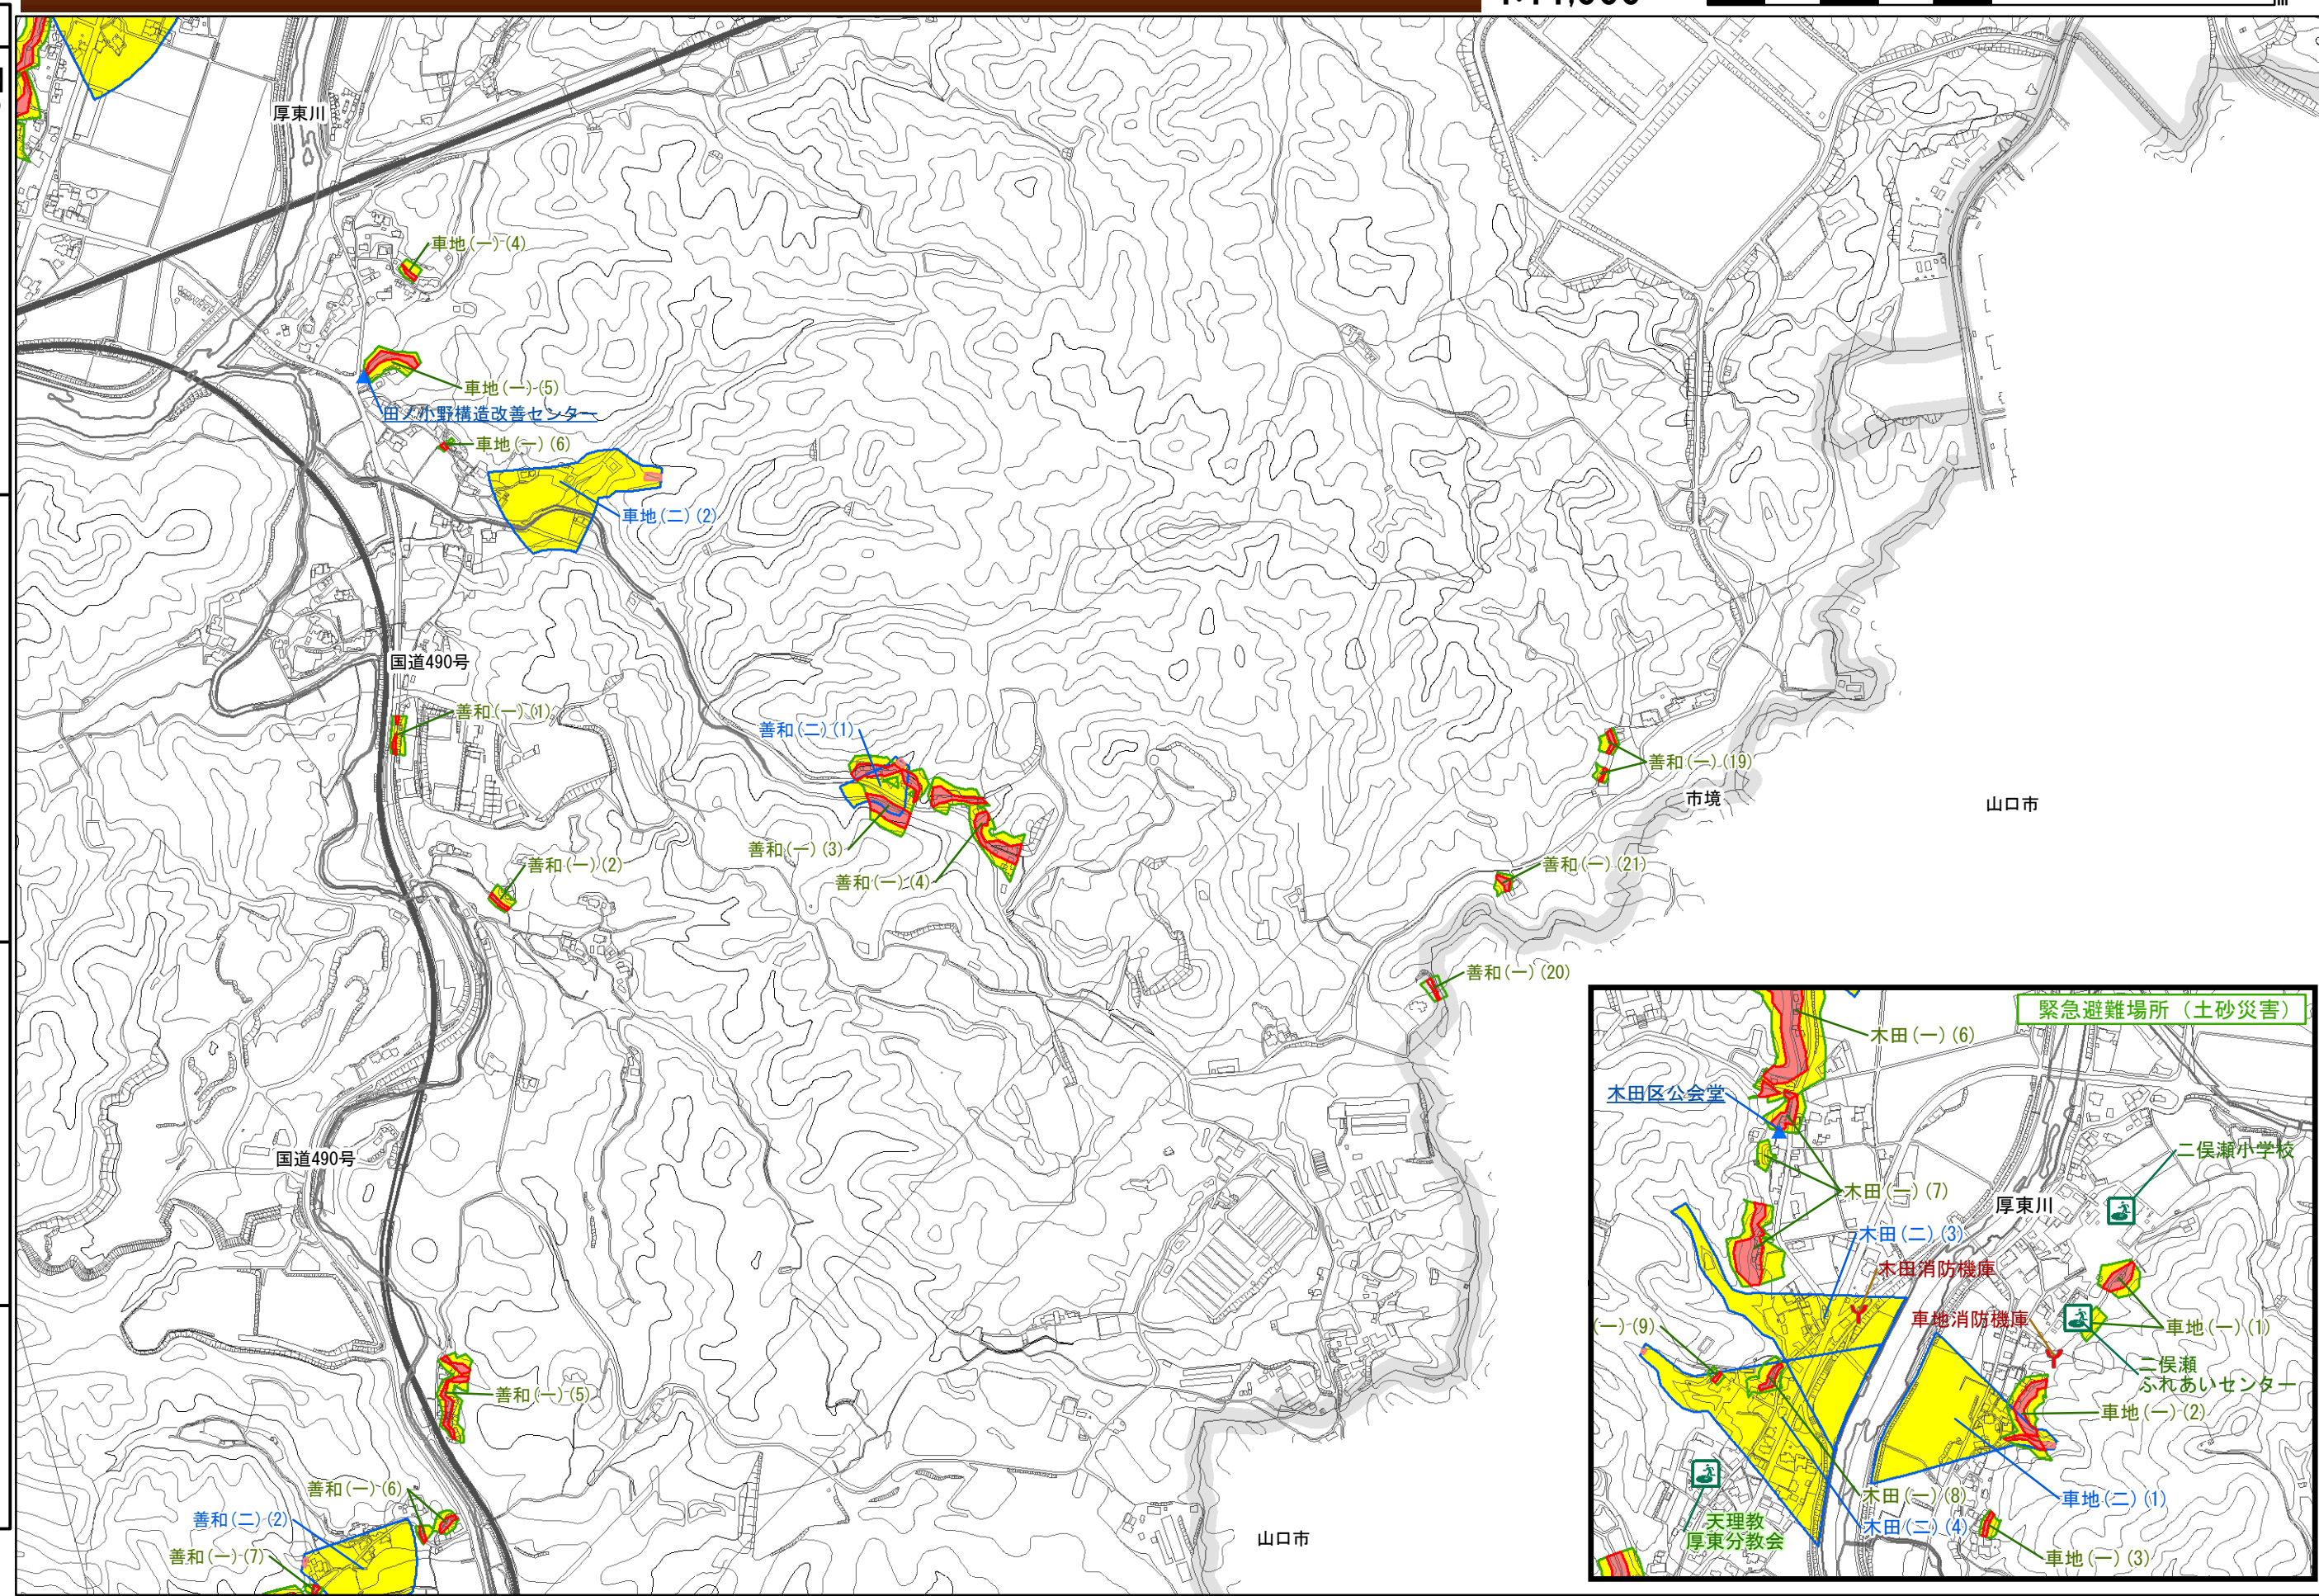 厚東川
車地(一)(4)
車地(一)(5)
田ノ小野構造改善センター
車地(一)(6)
車地(二)(2)
国道490号
善和(一)(1)
善和(二)(1)
善和(一)(19)
市境
山口市
善和(一)(3)
善和(一)(2)
善和(一)(4)
善和(一)(21)
善和(一)(20)
国道490号
善和(一)(5)
善和(一)(6)
善和(二)(2)
善和(一)(7)
山口市
緊急避難場所（土砂災害）
木田(一)(6)
木田区公会堂
二俣瀬小学校
木田(一)(7)
厚東川
木田(二)(3)
木田消防機庫
車地消防機庫
(一)(9)
車地(一)(1)
二俣瀬
ふれあいセンター
車地(一)(2)
木田(一)(8)
車地(二)(1)
天理教
厚東分教会
木田(二)(4)
車地(一)(3)